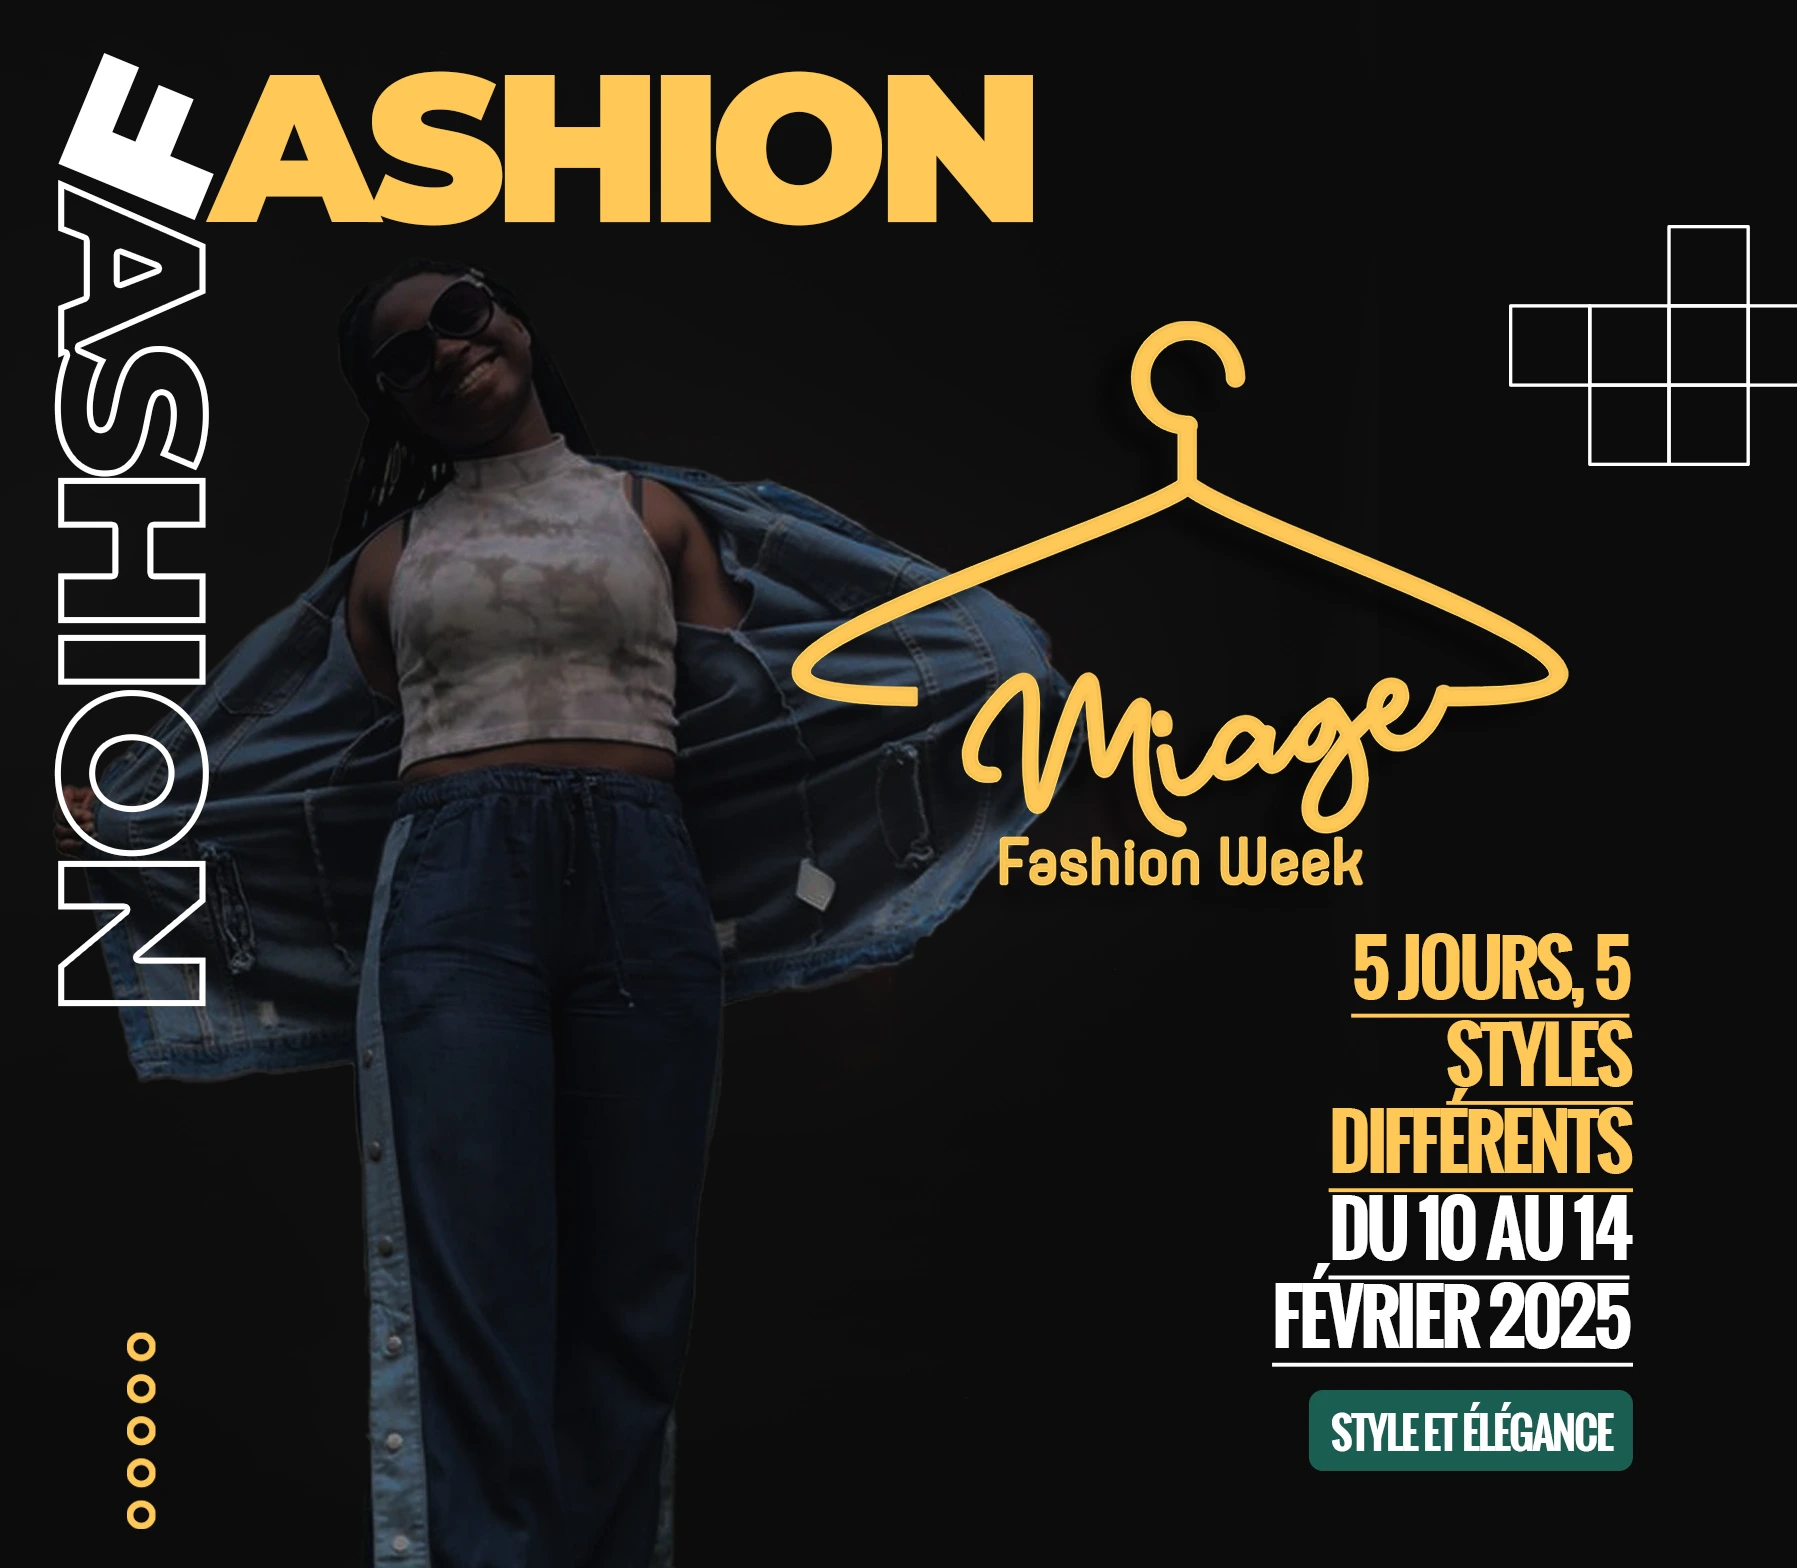 FASHION
FASHION
Miage
Fashion Week
5 JOURS, 5
STYLES
DIFFÉRENTS
DU 10 AU 14
FÉVRIER 2025
STYLE ET ÉLÉGANCE